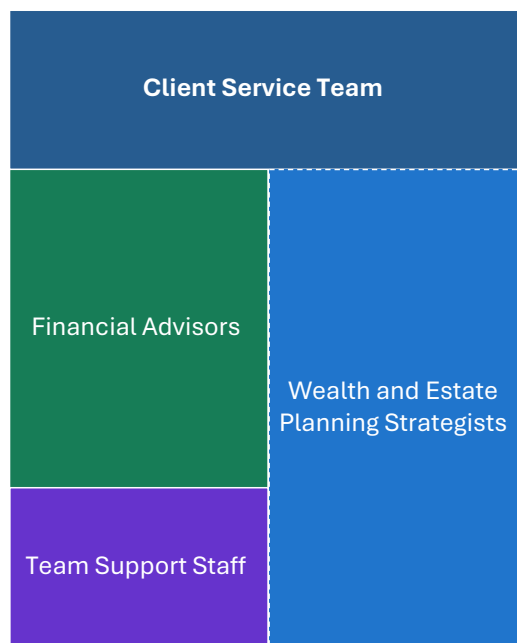 Client Service Team
Financial Advisors
Wealth and Estate
Planning Strategists
Team Support Staff